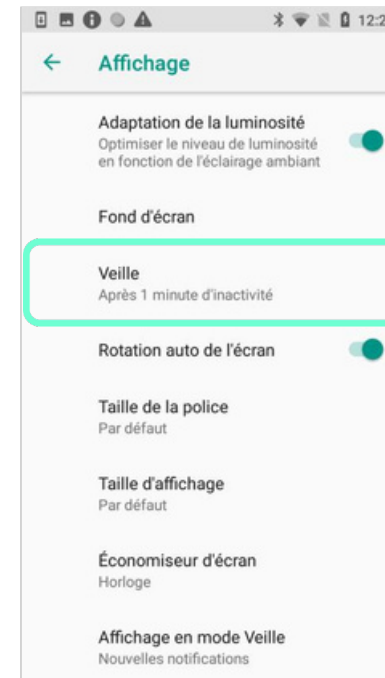 12:2
Affichage
Adaptation de la luminosité
Optimiser le niveau de luminosité
en fonction de l'éclairage ambiant
Fond d'écran
Veille
Après 1 minute d'inactivité
Rotation auto de l'écran
Taille de la police
Par défaut
Taille d'affichage
Par défaut
Économiseur d'écran
Horloge
Affichage en mode Veille
Nouvelles notifications